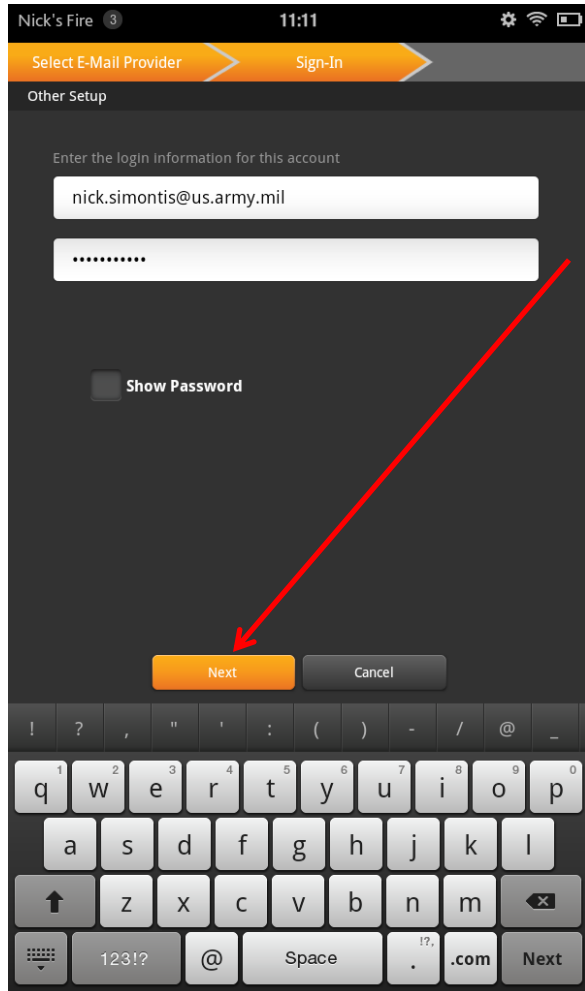 Nick's Fire 3 11:11
Select E-Mail Provider Sign-In
Other Setup
Enter the login information for this account
nick.simontis@us.army.mil
•••••••••••
Show Password
Next Cancel
! ? , " ' : ( ) - / @ _
q 1 w 2 e 3 r 4 t 5 y 6 u 7 i 8 o 9 p 0
a s d f g h j k l
z x c v b n m
123!? @ Space . !?, .com Next